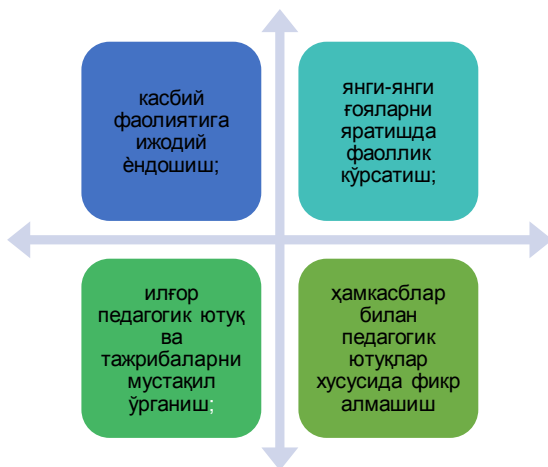 касбий
фаолиятига
ижодий
ѐндошиш;
янги-янги
ғояларни
яратишда
фаоллик
кўрсатиш;
илғор
педагогик ютуқ
ва
тажрибаларни
мустақил
ўрганиш;
ҳамкасблар
билан
педагогик
ютуқлар
хусусида фикр
алмашиш